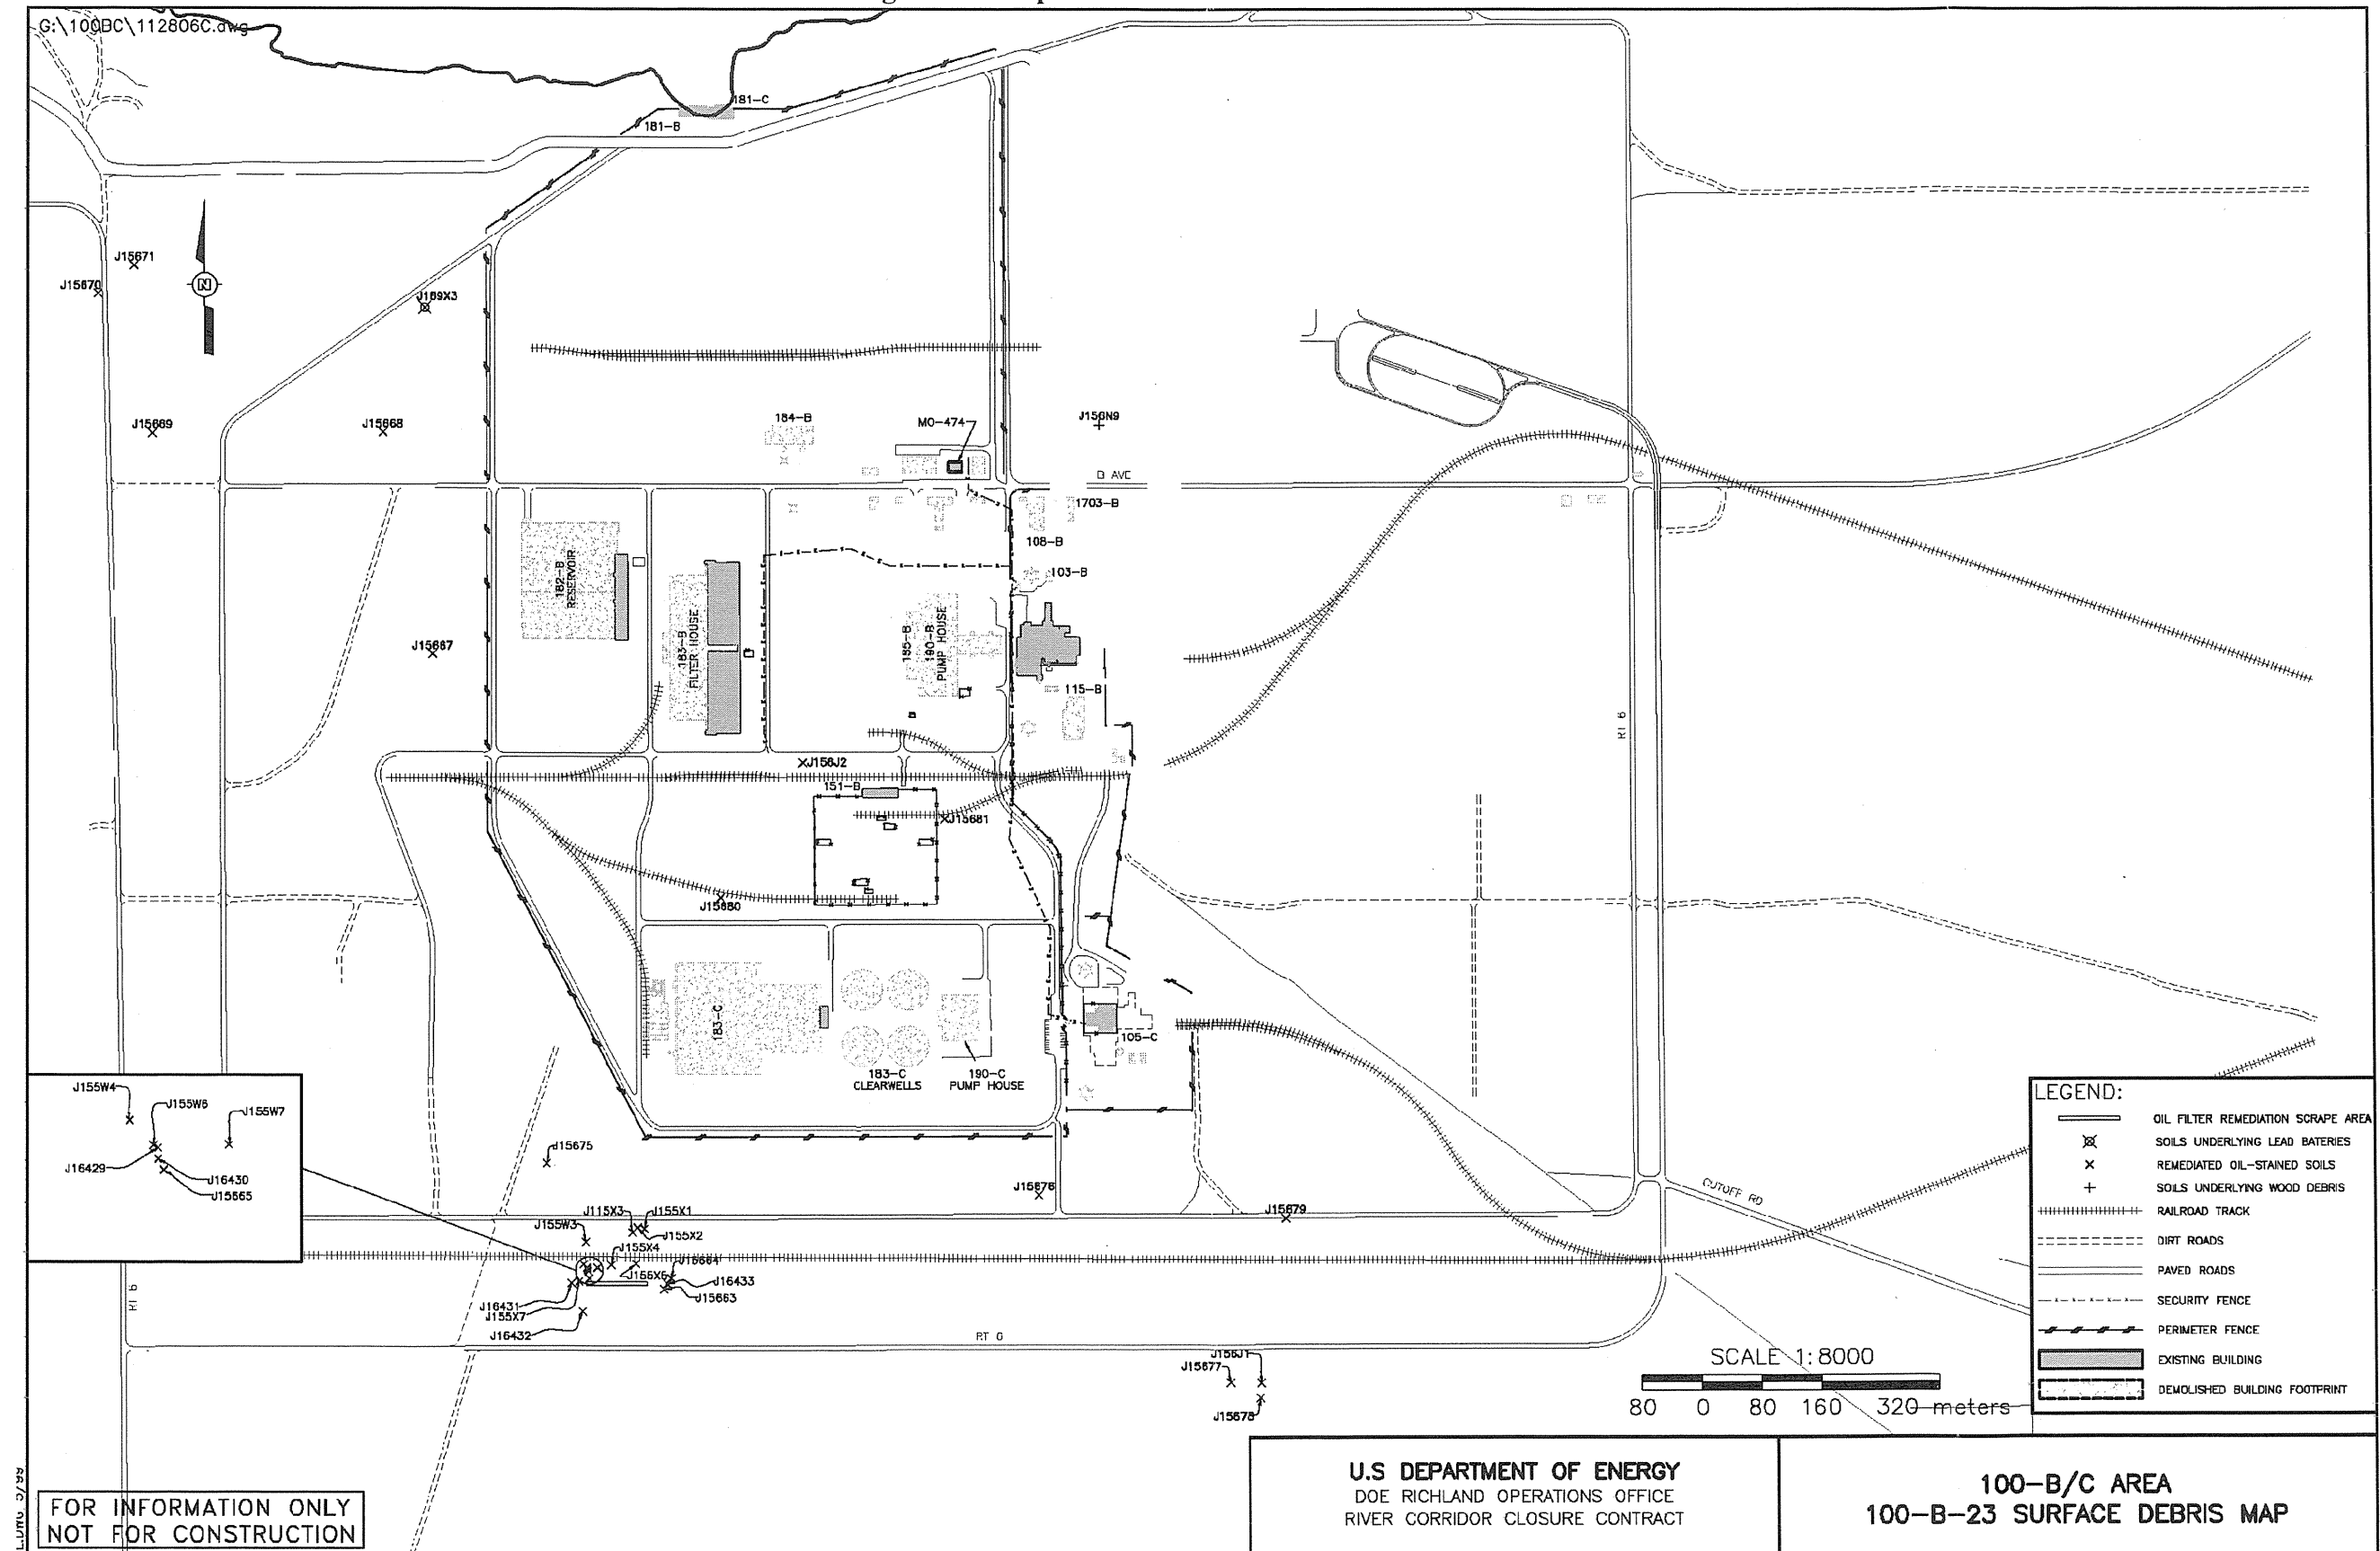 G:\100BC\112806C.dwg
181-C
181-B
J15671
J15670
J169X3
J15669
J15668
184-B
MO-474
J156N9
B AVE
1703-B
108-B
103-B
182-B
RESERVOIR
183-B
FILTER HOUSE
185-B
190-B
PUMP HOUSE
J15667
115-B
RT 6
J156J2
151-B
J15681
J15680
183-C
183-C
CLEARWELLS
190-C
PUMP HOUSE
105-C
J155W4
J155W6
J155W7
J16429
J16430
J15665
J15675
J15676
J15679
CUTOFF RD
J115X3
J155X1
J155W3
J155X2
J155X4
J15664
J155X6
J16433
J15663
J16431
J155X7
J16432
RT 6
RT 6
J156J1
J15677
J15678
LEGEND:
OIL FILTER REMEDIATION SCRAPE AREA
SOILS UNDERLYING LEAD BATERIES
REMEDIATED OIL-STAINED SOILS
SOILS UNDERLYING WOOD DEBRIS
RAILROAD TRACK
DIRT ROADS
PAVED ROADS
SECURITY FENCE
PERIMETER FENCE
EXISTING BUILDING
DEMOLISHED BUILDING FOOTPRINT
SCALE 1:8000
80 0 80 160 320 meters
U.S DEPARTMENT OF ENERGY
DOE RICHLAND OPERATIONS OFFICE
RIVER CORRIDOR CLOSURE CONTRACT
100-B/C AREA
100-B-23 SURFACE DEBRIS MAP
FOR INFORMATION ONLY
NOT FOR CONSTRUCTION